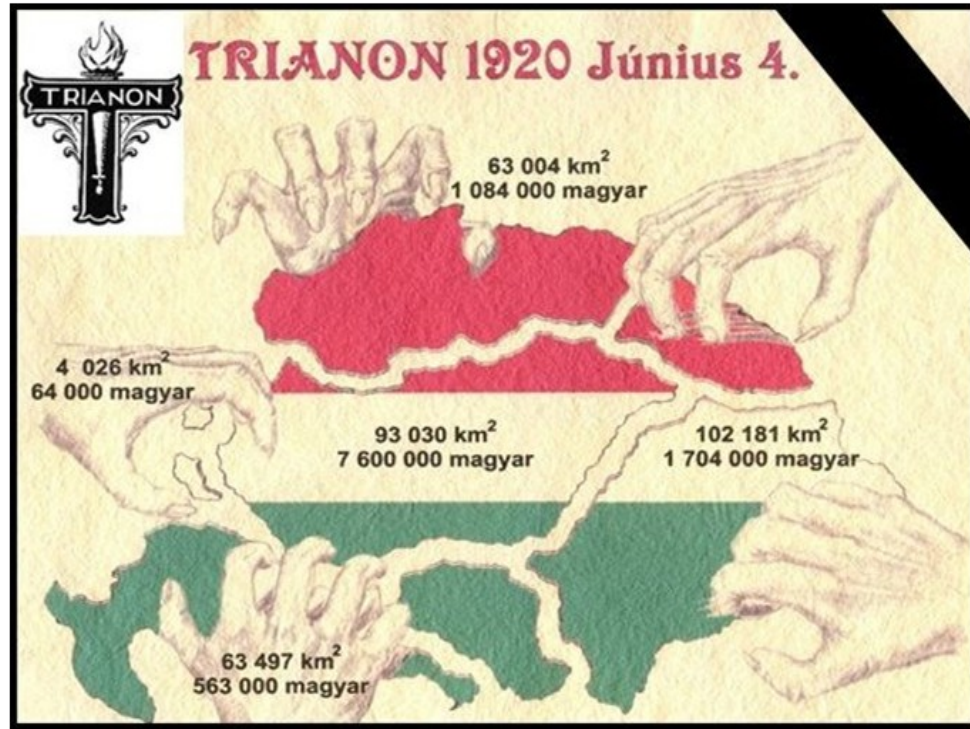 TRIANON
TRIANON 1920 Június 4.
63 004 km²
1 084 000 magyar
4 026 km²
64 000 magyar
93 030 km²
7 600 000 magyar
102 181 km²
1 704 000 magyar
63 497 km²
563 000 magyar